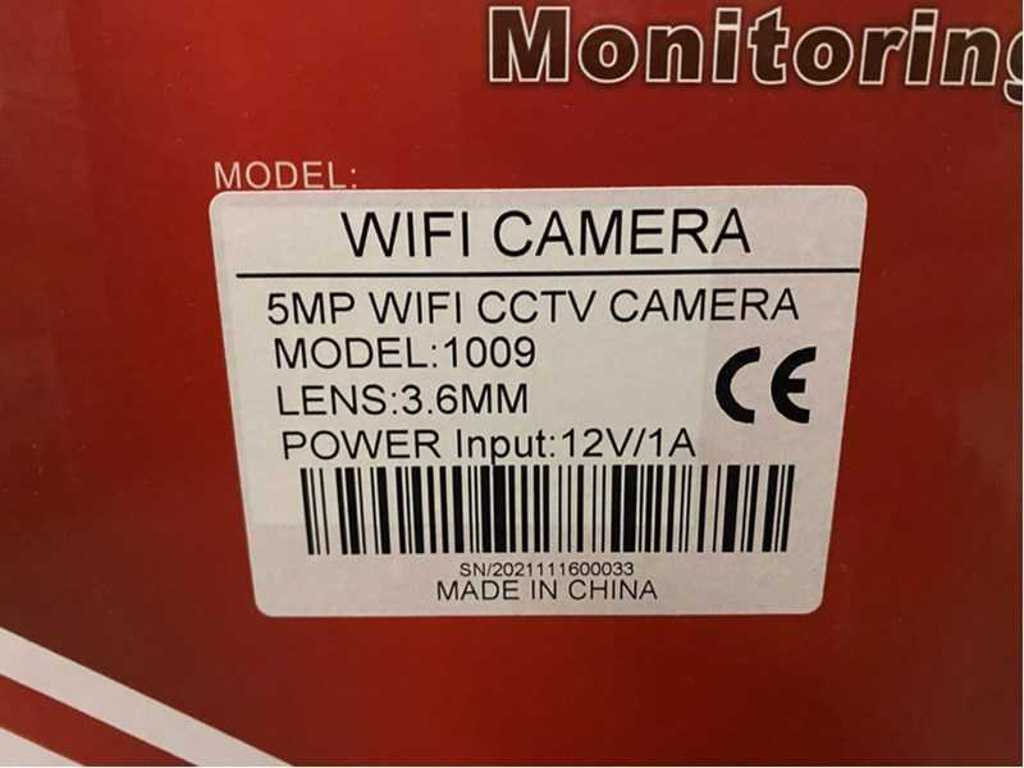 Monitoring
MODEL:
WIFI CAMERA
5MP WIFI CCTV CAMERA
MODEL:1009
LENS:3.6MM
CE
POWER Input:12V/1A
SN/2021111600033
MADE IN CHINA